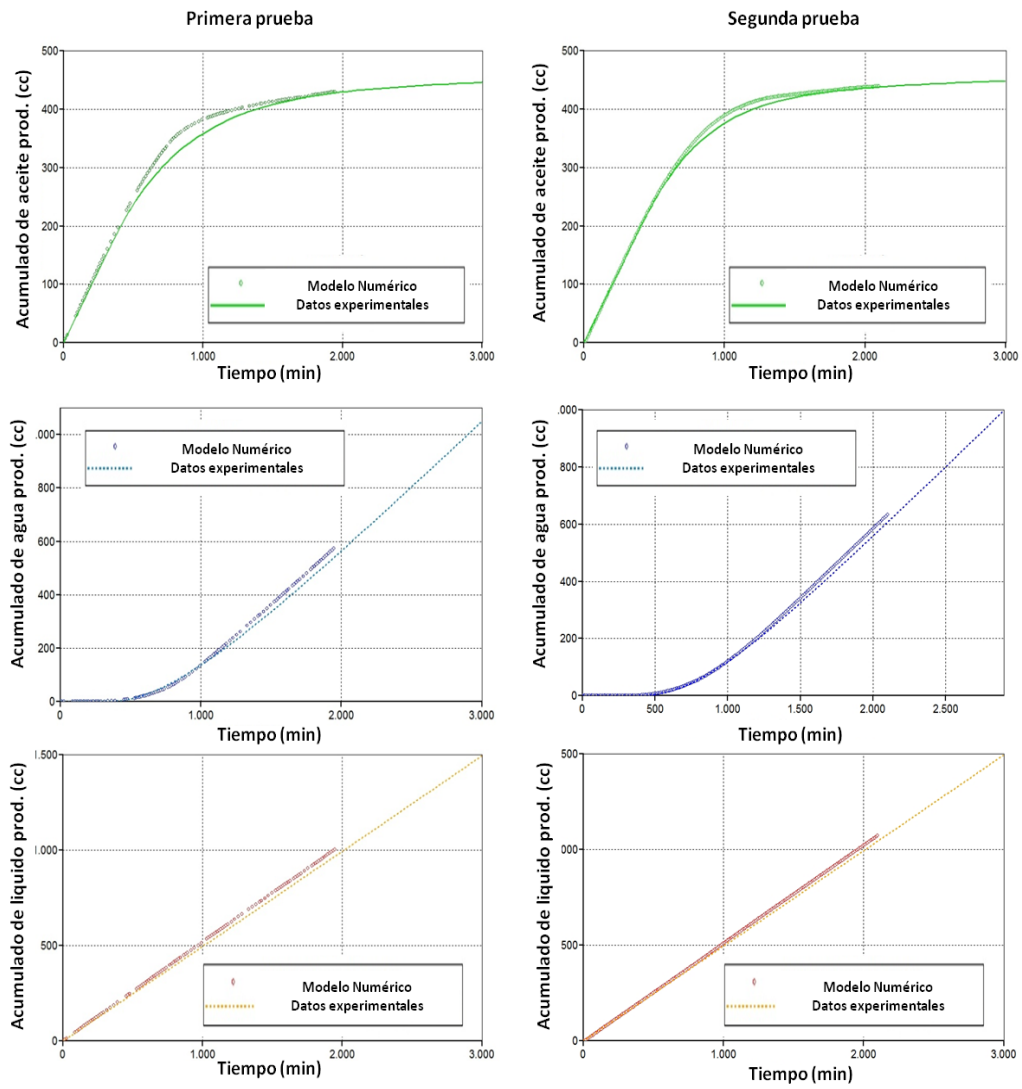 Primera prueba
Segunda prueba
Acumulado de aceite prod. (cc)
500
400
300
200
100
0
0
1.000
2.000
3.000
Tiempo (min)
Modelo Numérico
Datos experimentales
Acumulado de aceite prod. (cc)
500
400
300
200
100
0
0
1.000
2.000
3.000
Tiempo (min)
Modelo Numérico
Datos experimentales
Acumulado de agua prod. (cc)
.000
800
600
400
200
0
0
1.000
2.000
3.000
Tiempo (min)
Modelo Numérico
Datos experimentales
Acumulado de agua prod. (cc)
.000
800
600
400
200
0
0
500
1.000
1.500
2.000
2.500
Tiempo (min)
Modelo Numérico
Datos experimentales
Acumulado de liquido prod. (cc)
1.500
1.000
500
0
0
1.000
2.000
3.000
Tiempo (min)
Modelo Numérico
Datos experimentales
Acumulado de liquido prod. (cc)
500
000
500
0
0
1.000
2.000
3.000
Tiempo (min)
Modelo Numérico
Datos experimentales